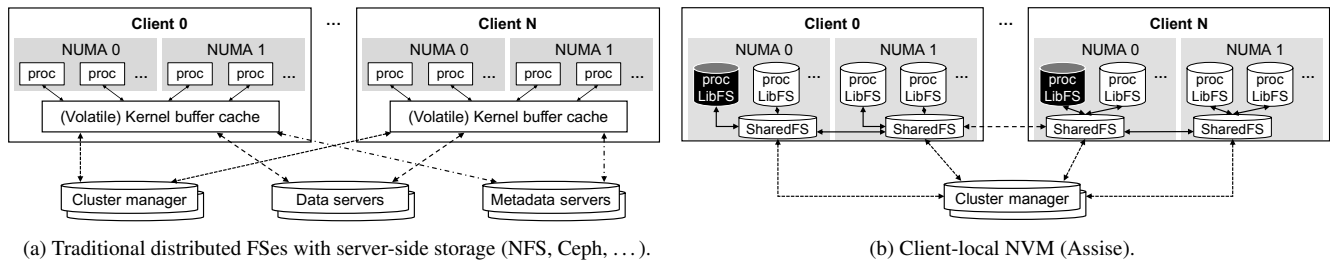 Client 0
...
Client N
NUMA 0
NUMA 1
NUMA 0
NUMA 1
proc
proc
...
proc
proc
...
proc
proc
...
proc
proc
...
(Volatile) Kernel buffer cache
(Volatile) Kernel buffer cache
Cluster manager
Data servers
Metadata servers
(a) Traditional distributed FSes with server-side storage (NFS, Ceph, . . . ).
Client 0
...
Client N
NUMA 0
NUMA 1
NUMA 0
NUMA 1
proc
LibFS
proc
LibFS
...
proc
LibFS
proc
LibFS
...
proc
LibFS
proc
LibFS
...
proc
LibFS
proc
LibFS
...
SharedFS
SharedFS
SharedFS
SharedFS
Cluster manager
(b) Client-local NVM (Assise).